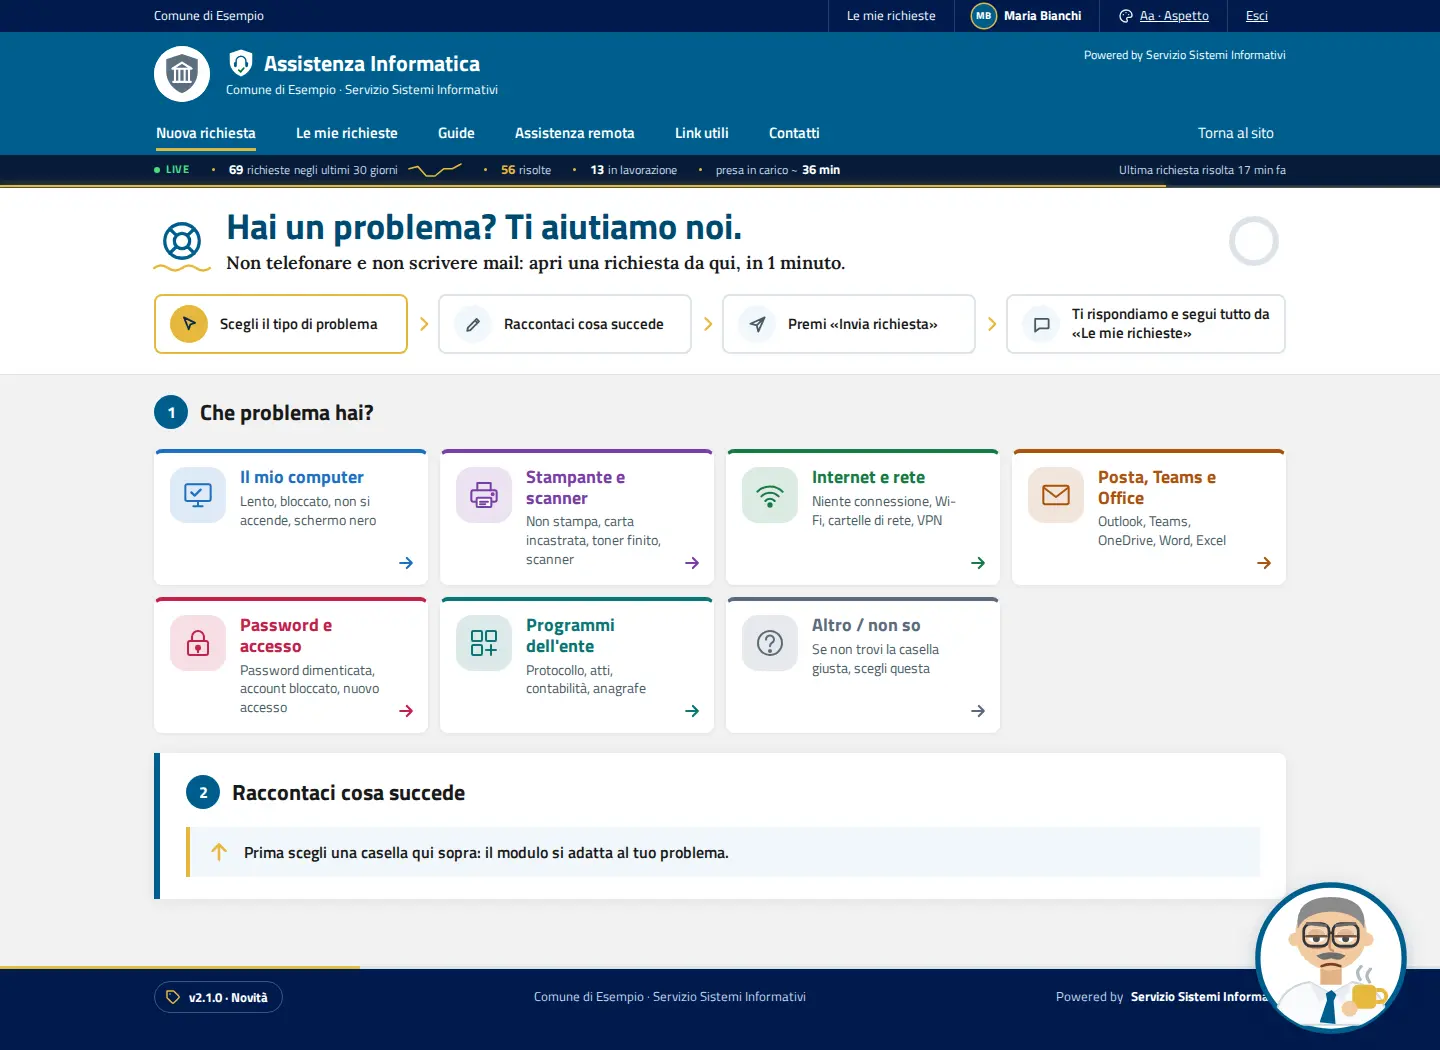 Comune di Esempio
Le mie richieste
MB Maria Bianchi
Aa · Aspetto
Esci
Assistenza Informatica
Comune di Esempio · Servizio Sistemi Informativi
Powered by Servizio Sistemi Informativi
Nuova richiesta
Le mie richieste
Guide
Assistenza remota
Link utili
Contatti
Torna al sito
LIVE
69 richieste negli ultimi 30 giorni
56 risolte
13 in lavorazione
presa in carico ~ 36 min
Ultima richiesta risolta 17 min fa
Hai un problema? Ti aiutiamo noi.
Non telefonare e non scrivere mail: apri una richiesta da qui, in 1 minuto.
Scegli il tipo di problema
Raccontaci cosa succede
Premi «Invia richiesta»
Ti rispondiamo e segui tutto da
«Le mie richieste»
1 Che problema hai?
Il mio computer
Lento, bloccato, non si
accende, schermo nero
Stampante e
scanner
Non stampa, carta
incastrata, toner finito,
scanner
Internet e rete
Niente connessione, Wi-
Fi, cartelle di rete, VPN
Posta, Teams e
Office
Outlook, Teams,
OneDrive, Word, Excel
Password e
accesso
Password dimenticata,
account bloccato, nuovo
accesso
Programmi
dell'ente
Protocollo, atti,
contabilità, anagrafe
Altro / non so
Se non trovi la casella
giusta, scegli questa
2 Raccontaci cosa succede
Prima scegli una casella qui sopra: il modulo si adatta al tuo problema.
v2.1.0 · Novità
Comune di Esempio · Servizio Sistemi Informativi
Powered by Servizio Sistemi